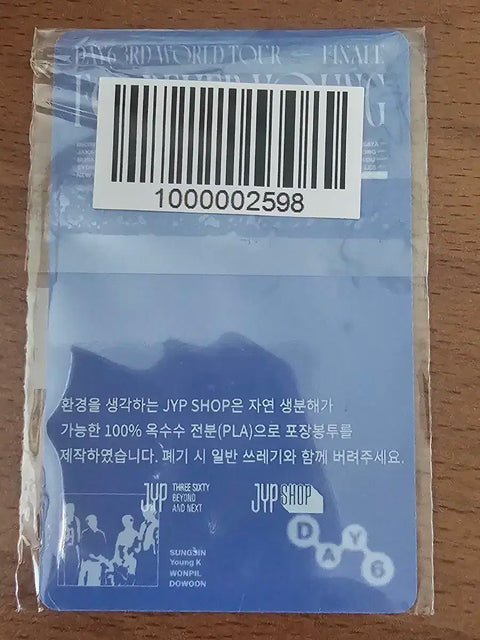 DAY6 3RD WORLD TOUR — FINALE
FOREVER YOUNG
1000002598
환경을 생각하는 JYP SHOP은 자연 생분해가
가능한 100% 옥수수 전분(PLA)으로 포장봉투를
제작하였습니다. 폐기 시 일반 쓰레기와 함께 버려주세요.
JYP THREE SIXTY
BEYOND
AND NEXT
JYP SHOP
DAY6
SUNGJIN
Young K
WONPIL
DOWOON